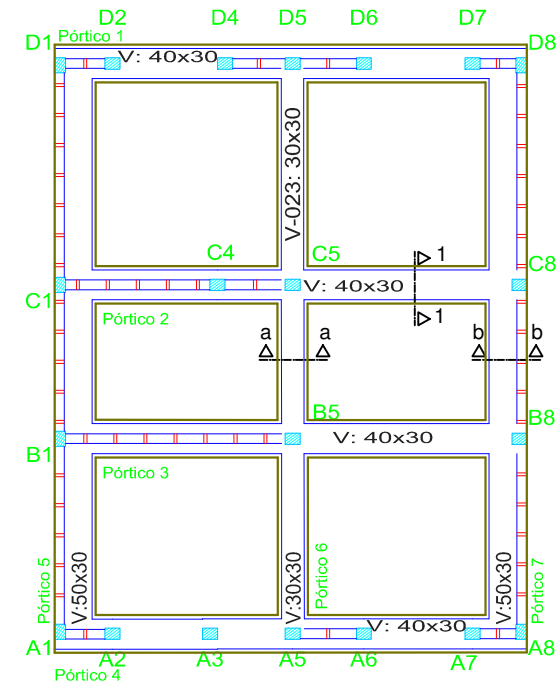 D2 D4 D5 D6 D7
D1 Pórtico 1 D8
V: 40x30
V-023: 30x30
C4 C5 1 C8
V: 40x30
C1
Pórtico 2 1
a a b b
B5 B8
V: 40x30
B1
Pórtico 3
Pórtico 5
V:50x30
V:30x30
Pórtico 6
V:50x30
Pórtico 7
V: 40x30
A1 A2 A3 A5 A6 A7 A8
Pórtico 4